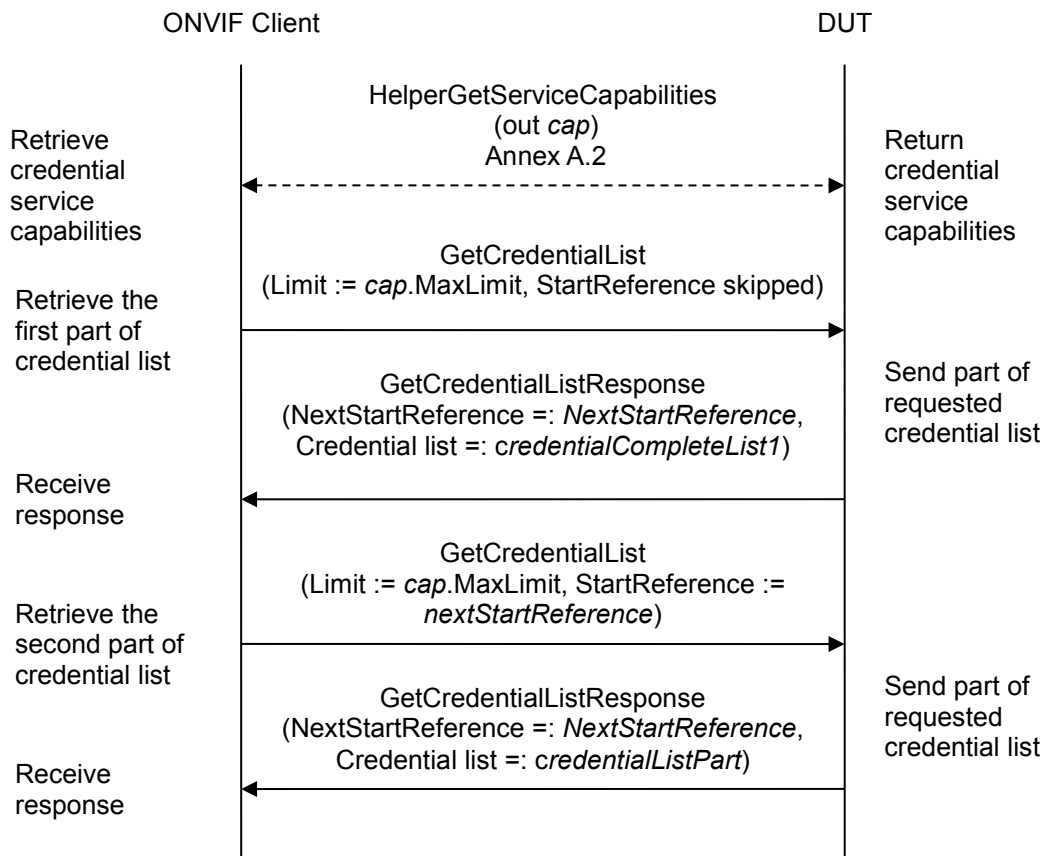 ONVIF Client
DUT
HelperGetServiceCapabilities
(out cap)
Annex A.2
Retrieve
credential
service
capabilities
Return
credential
service
capabilities
GetCredentialList
(Limit := cap.MaxLimit, StartReference skipped)
Retrieve the
first part of
credential list
GetCredentialListResponse
(NextStartReference =: NextStartReference,
Credential list =: credentialCompleteList1)
Send part of
requested
credential list
Receive
response
GetCredentialList
(Limit := cap.MaxLimit, StartReference :=
nextStartReference)
Retrieve the
second part of
credential list
GetCredentialListResponse
(NextStartReference =: NextStartReference,
Credential list =: credentialListPart)
Send part of
requested
credential list
Receive
response